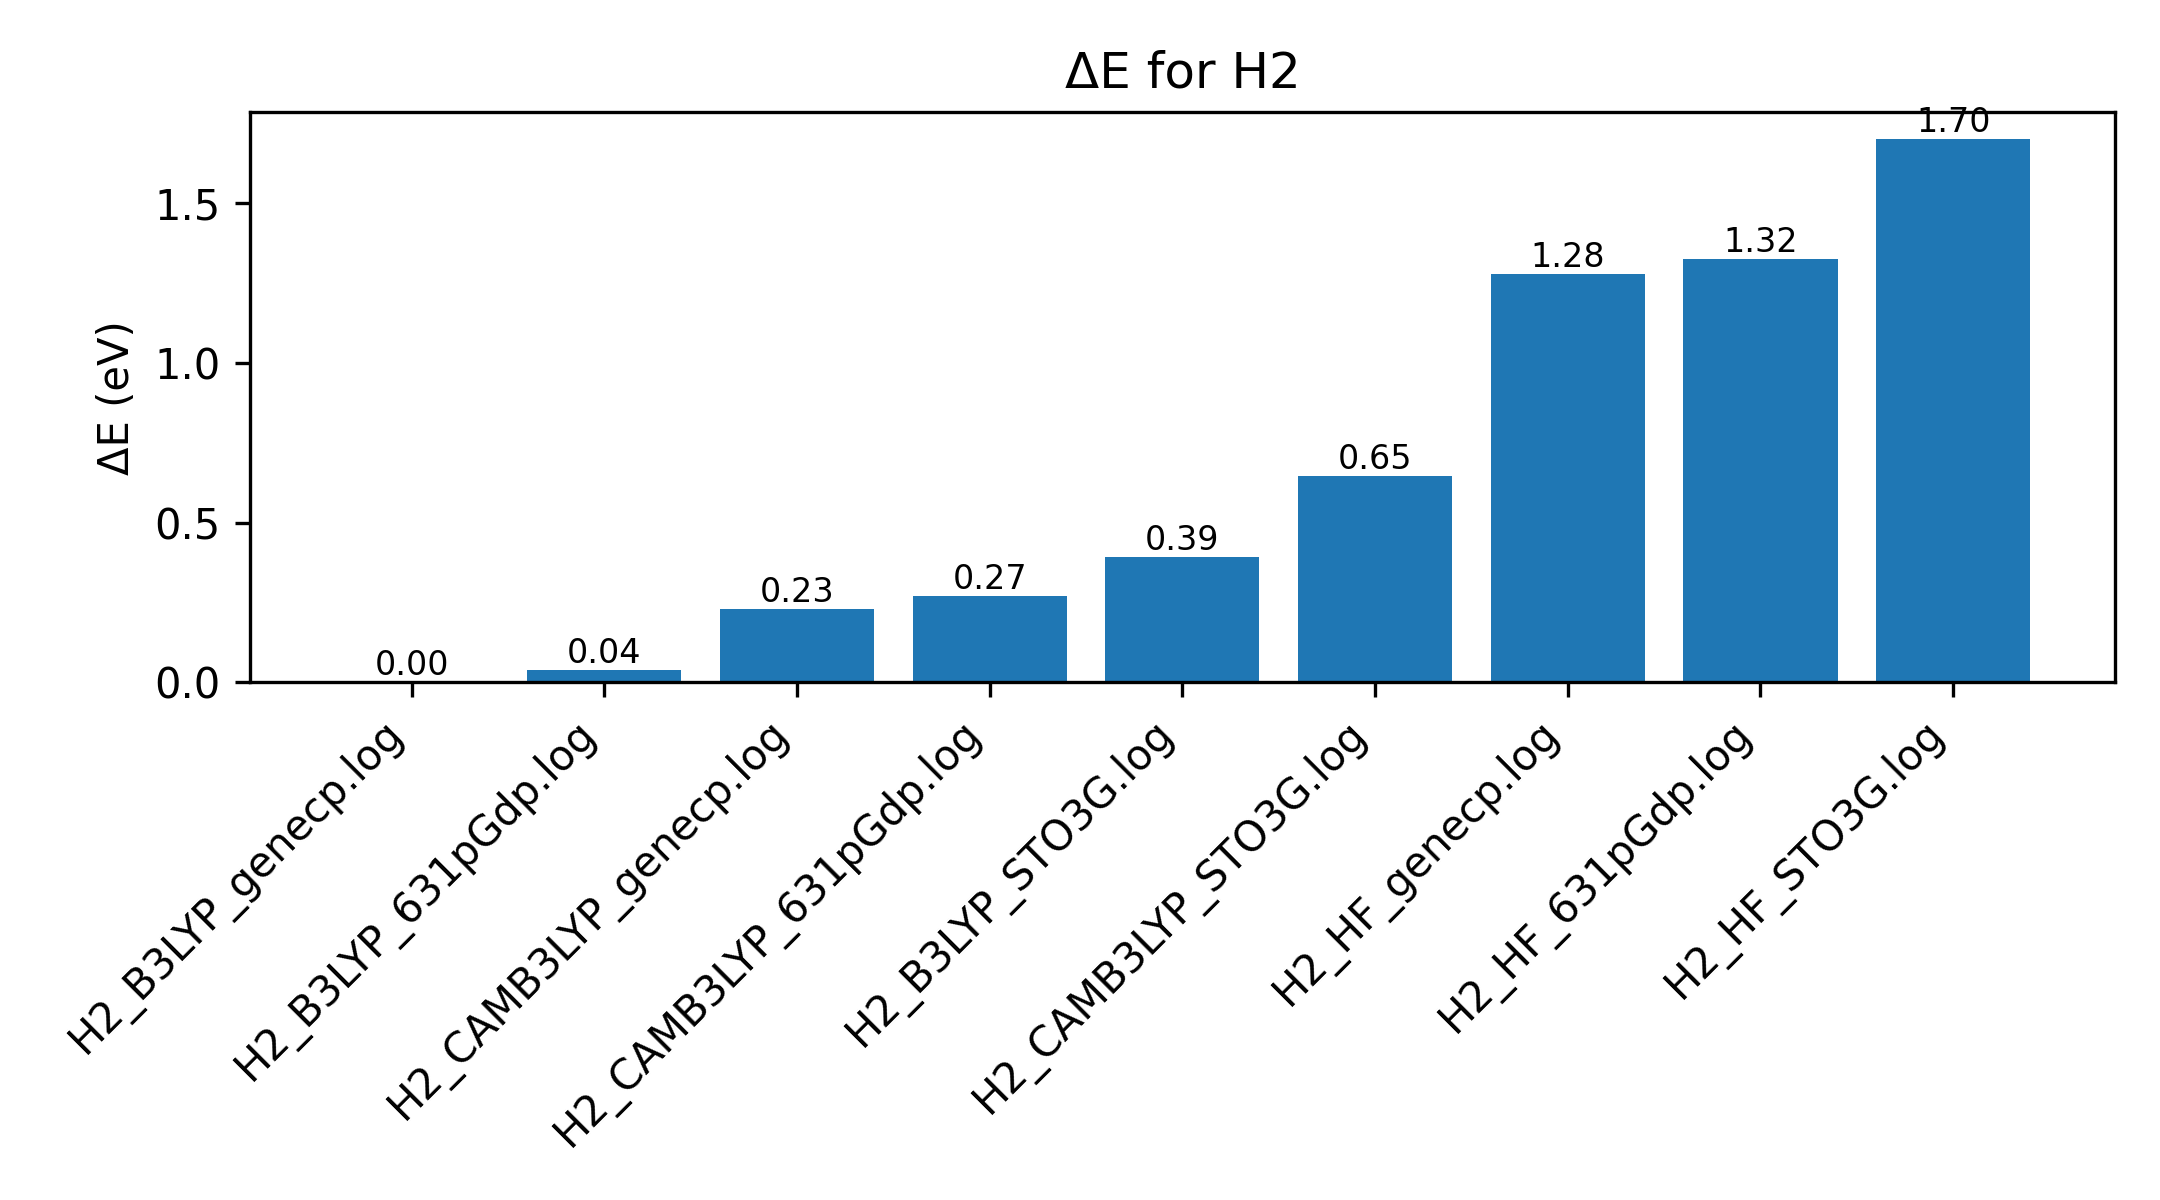 ΔE for H2
ΔE (eV)
1.5
1.0
0.5
0.0
0.00
0.04
0.23
0.27
0.39
0.65
1.28
1.32
1.70
H2_B3LYP_genecp.log
H2_B3LYP_631pGdp.log
H2_CAMB3LYP_genecp.log
H2_CAMB3LYP_631pGdp.log
H2_B3LYP_STO3G.log
H2_CAMB3LYP_STO3G.log
H2_HF_genecp.log
H2_HF_631pGdp.log
H2_HF_STO3G.log